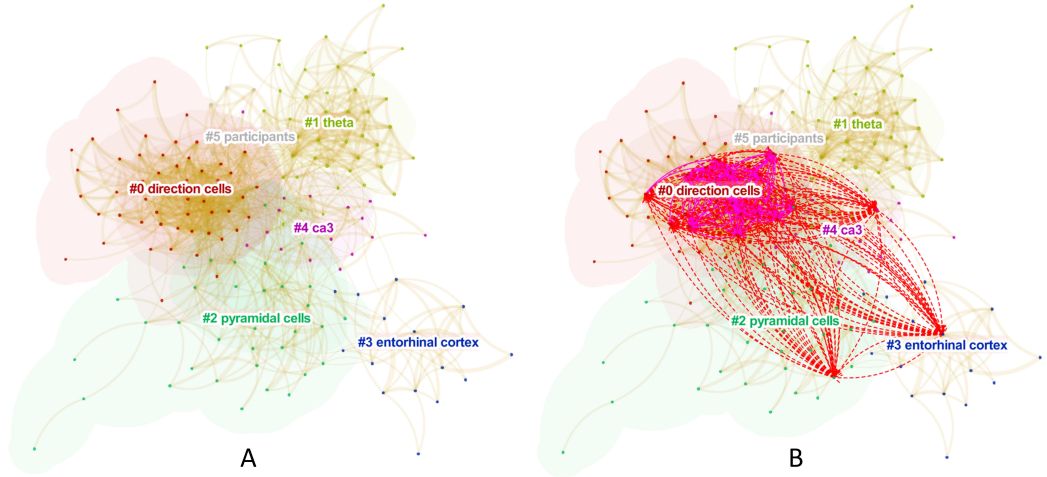 #1 theta
#5 participants
#0 direction cells
#4 ca3
#2 pyramidal cells
#3 entorhinal cortex
A
#1 theta
#5 participants
#0 direction cells
#4 ca3
#2 pyramidal cells
#3 entorhinal cortex
B